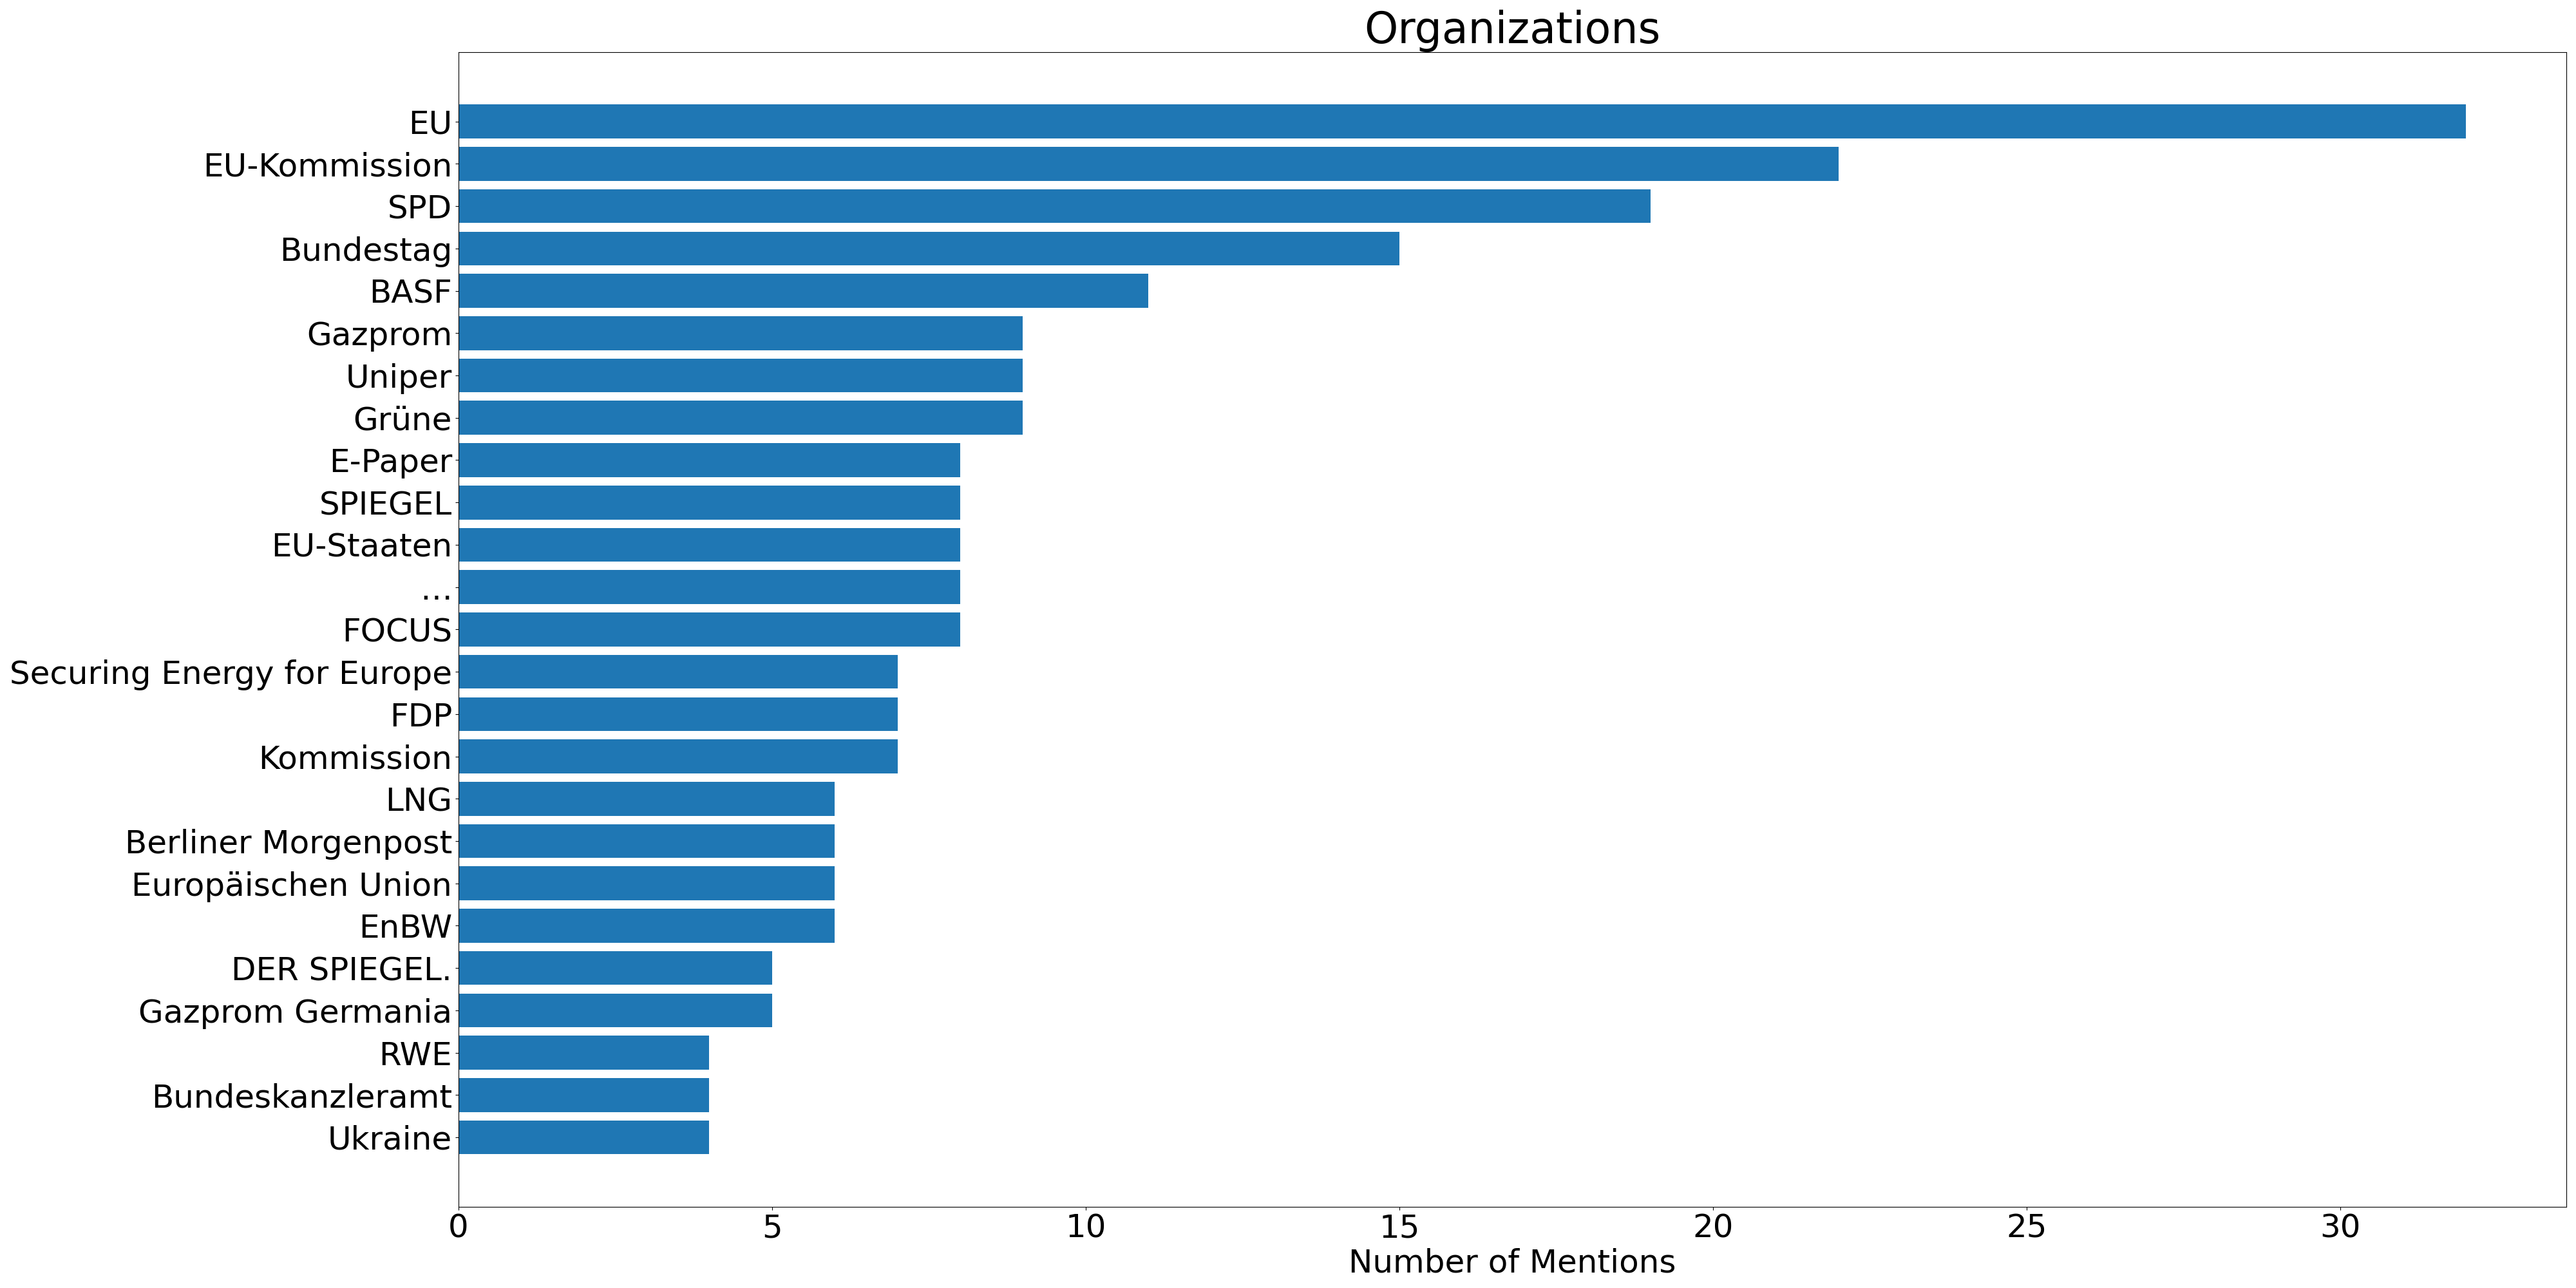 Organizations
EU
EU-Kommission
SPD
Bundestag
BASF
Gazprom
Uniper
Grüne
E-Paper
SPIEGEL
EU-Staaten
...
FOCUS
Securing Energy for Europe
FDP
Kommission
LNG
Berliner Morgenpost
Europäischen Union
EnBW
DER SPIEGEL.
Gazprom Germania
RWE
Bundeskanzleramt
Ukraine
0 5 10 15 20 25 30
Number of Mentions